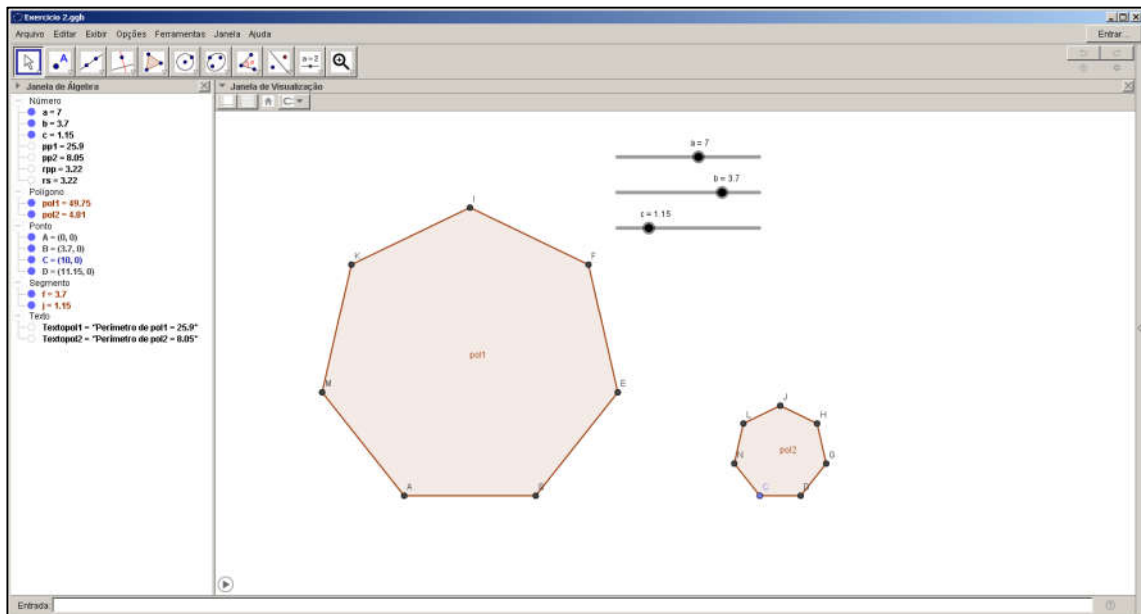 Exercicio 2.ggb
Arquivo Editar Exibir Opções Ferramentas Janela Ajuda
Entrar...
A
a = 2
Janela de Álgebra
Janela de Visualização
Número
a = 7
b = 3.7
c = 1.15
pp1 = 25.9
pp2 = 8.05
rpp = 3.22
rs = 3.22
Polígono
pol1 = 49.75
pol2 = 4.81
Ponto
A = (0, 0)
B = (3.7, 0)
C = (10, 0)
D = (11.15, 0)
Segmento
f = 3.7
j = 1.15
Texto
Textopol1 = "Perímetro de pol1 = 25.9"
Textopol2 = "Perímetro de pol2 = 8.05"
a = 7
b = 3.7
c = 1.15
I
K
F
pol1
M
E
A
B
J
L
H
pol2
N
G
C
D
Entrada: